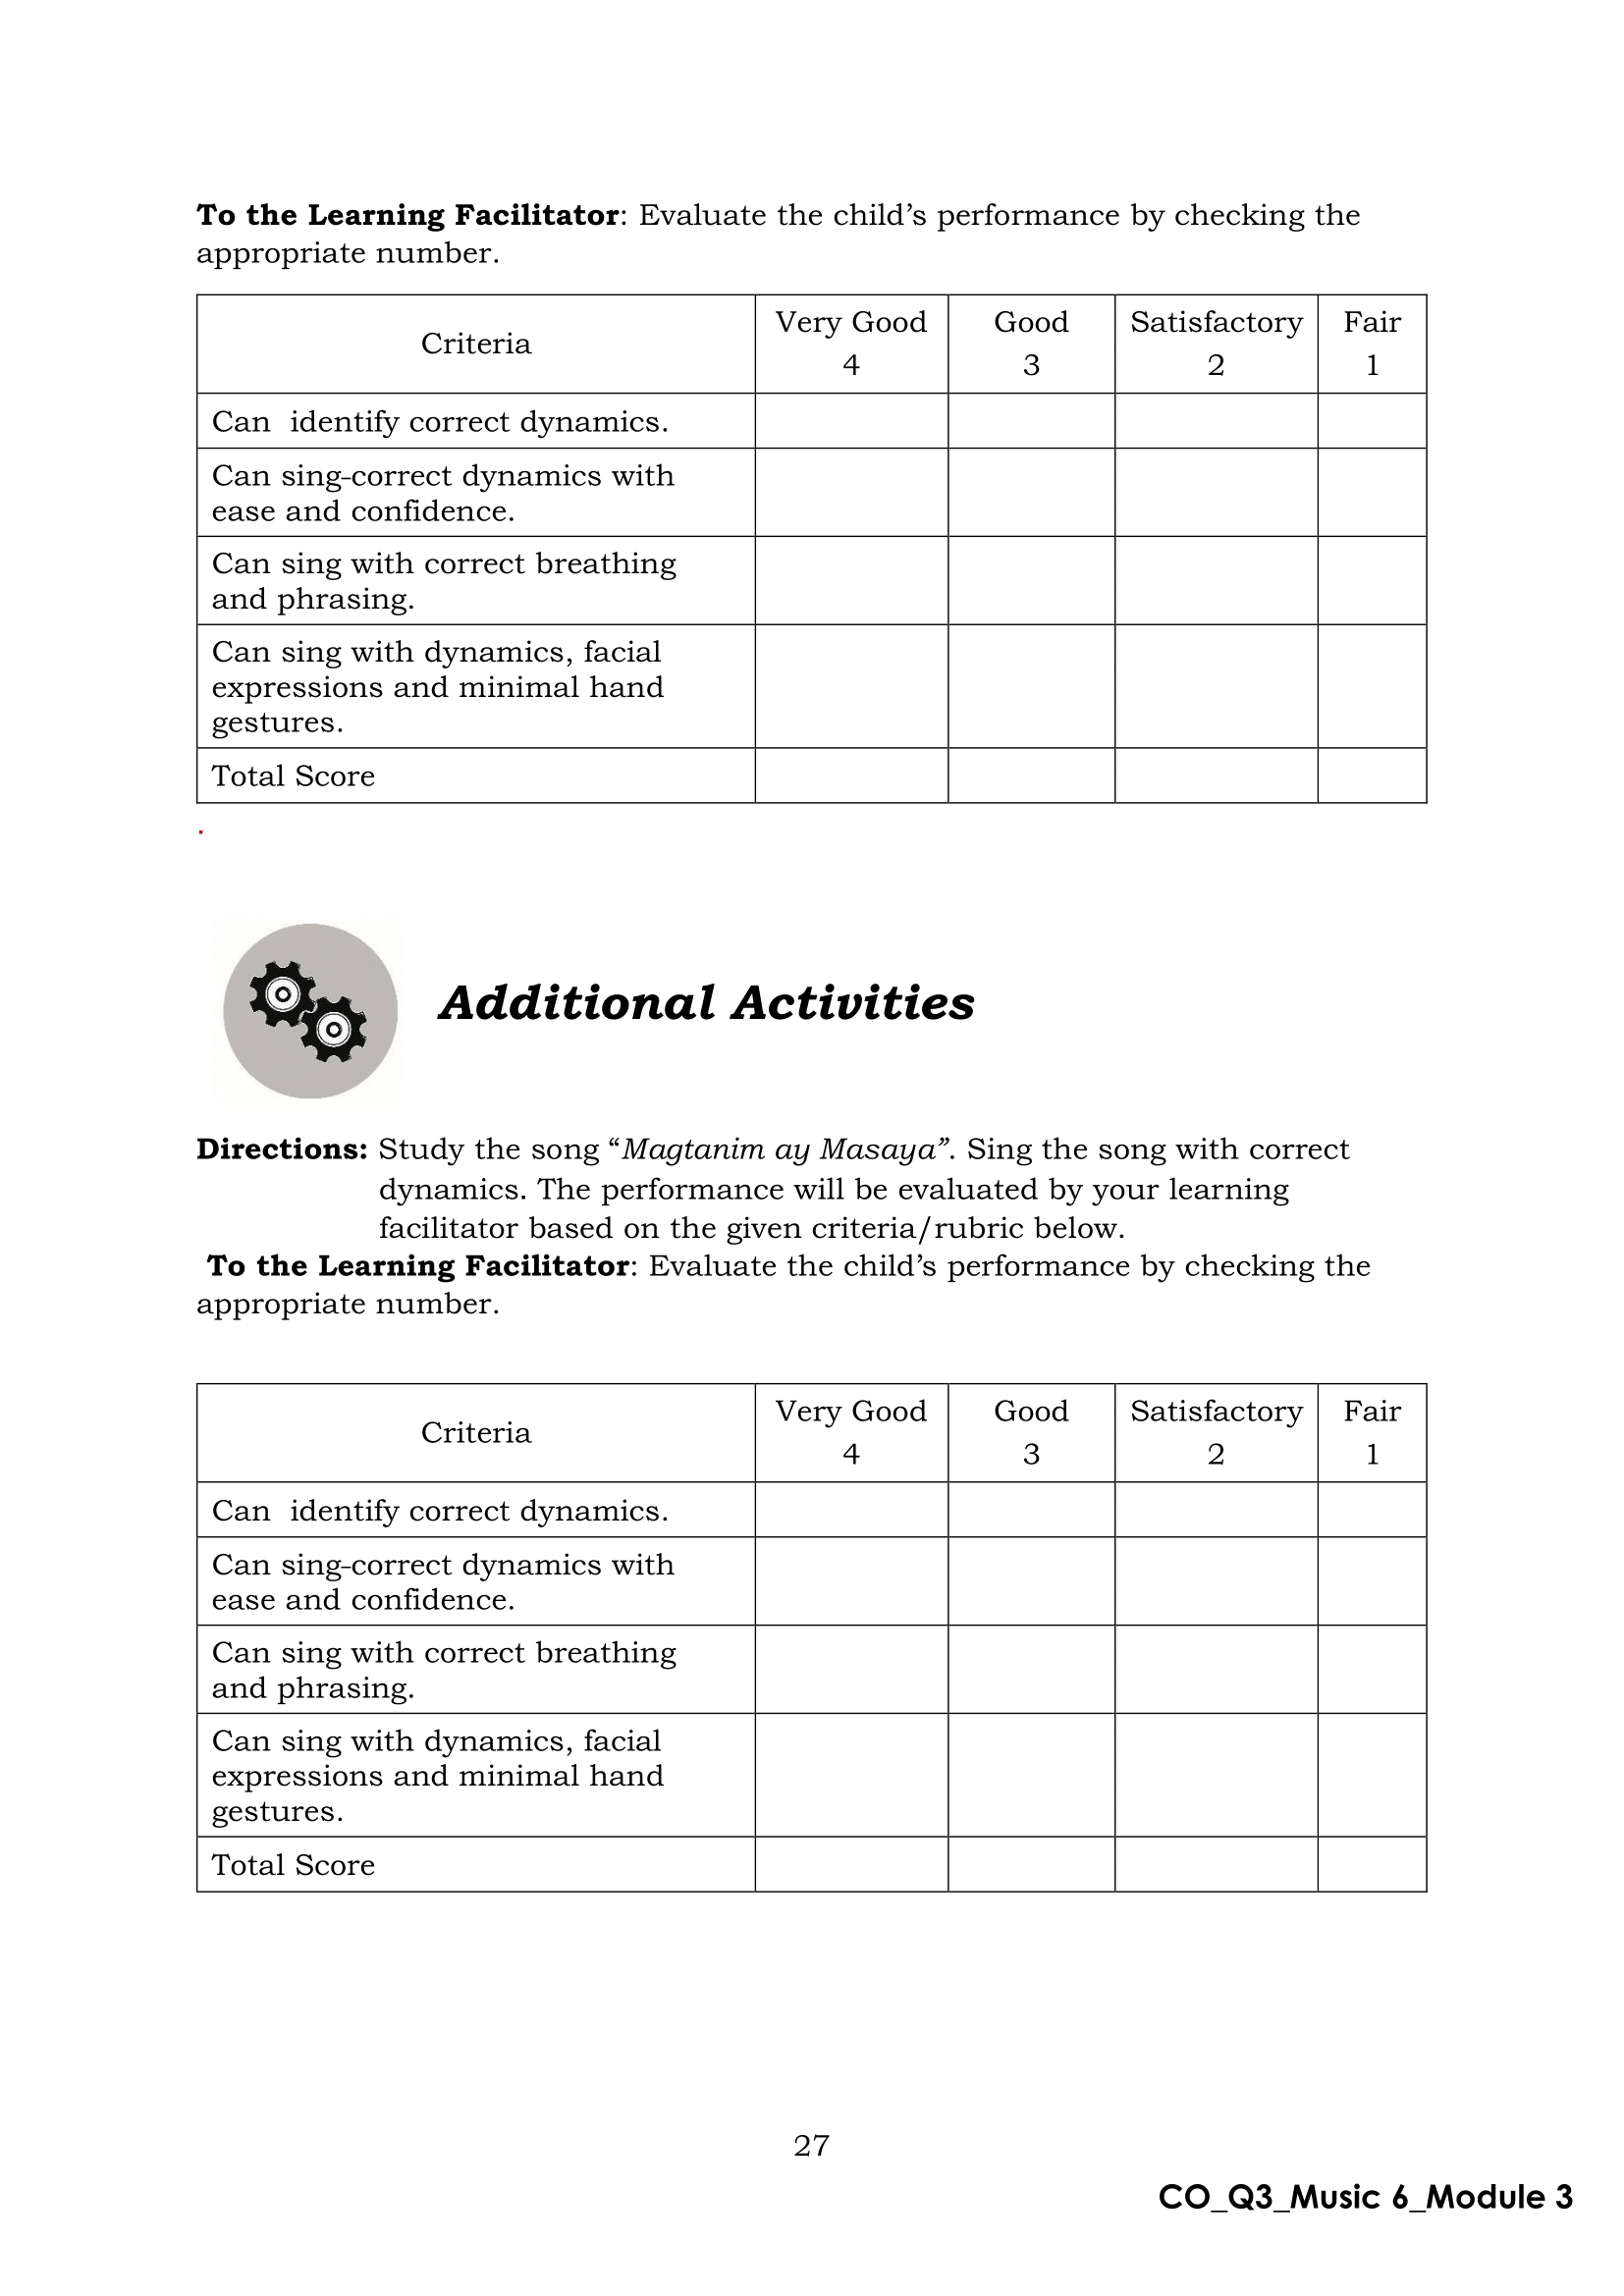 To the Learning Facilitator: Evaluate the child’s performance by checking the
appropriate number.
Criteria
Very Good
4
Good
3
Satisfactory
2
Fair
1
Can  identify correct dynamics.
Can sing-correct dynamics with
ease and confidence.
Can sing with correct breathing
and phrasing.
Can sing with dynamics, facial
expressions and minimal hand
gestures.
Total Score
.
Additional Activities
Directions: Study the song “Magtanim ay Masaya”. Sing the song with correct
dynamics. The performance will be evaluated by your learning
facilitator based on the given criteria/rubric below.
To the Learning Facilitator: Evaluate the child’s performance by checking the
appropriate number.
Criteria
Very Good
4
Good
3
Satisfactory
2
Fair
1
Can  identify correct dynamics.
Can sing-correct dynamics with
ease and confidence.
Can sing with correct breathing
and phrasing.
Can sing with dynamics, facial
expressions and minimal hand
gestures.
Total Score
27
CO_Q3_Music 6_Module 3